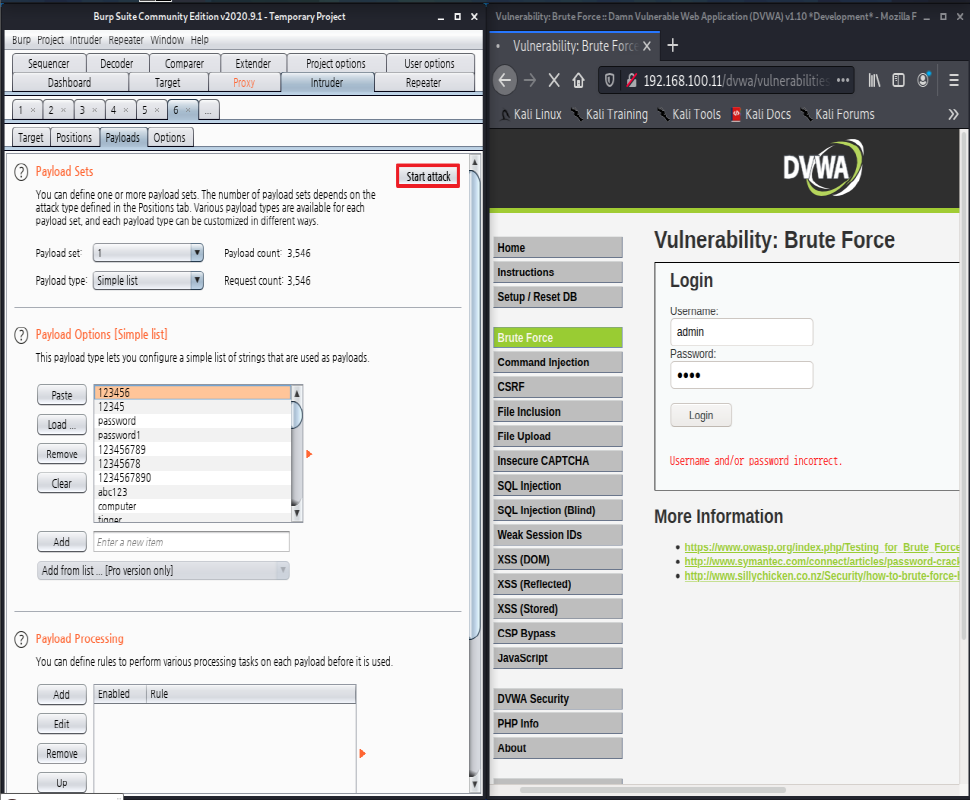 Burp Suite Community Edition v2020.9.1 - Temporary Project
Burp Project Intruder Repeater Window Help
Sequencer Decoder Comparer Extender Project options User options
Dashboard Target Proxy Intruder Repeater
1 × 2 × 3 × 4 × 5 × 6 × ...
Target Positions Payloads Options
? Payload Sets
Start attack
You can define one or more payload sets. The number of payload sets depends on the
attack type defined in the Positions tab. Various payload types are available for each
payload set, and each payload type can be customized in different ways.
Payload set: 1 Payload count: 3,546
Payload type: Simple list Request count: 3,546
? Payload Options [Simple list]
This payload type lets you configure a simple list of strings that are used as payloads.
Paste
Load ...
Remove
Clear
123456
12345
password
password1
123456789
12345678
1234567890
abc123
computer
tigger
Add Enter a new item
Add from list ... [Pro version only]
? Payload Processing
You can define rules to perform various processing tasks on each payload before it is used.
Add
Edit
Remove
Up
Enabled Rule
Vulnerability: Brute Force :: Damn Vulnerable Web Application (DVWA) v1.10 *Development* - Mozilla F
Vulnerability: Brute Forc
192.168.100.11/dvwa/vulnerabilities
Kali Linux Kali Training Kali Tools Kali Docs Kali Forums
DVWA
Home
Instructions
Setup / Reset DB
Brute Force
Command Injection
CSRF
File Inclusion
File Upload
Insecure CAPTCHA
SQL Injection
SQL Injection (Blind)
Weak Session IDs
XSS (DOM)
XSS (Reflected)
XSS (Stored)
CSP Bypass
JavaScript
DVWA Security
PHP Info
About
Vulnerability: Brute Force
Login
Username:
admin
Password:
●●●●
Login
Username and/or password incorrect.
More Information
• https://www.owasp.org/index.php/Testing_for_Brute_Force
• http://www.symantec.com/connect/articles/password-crack
• http://www.sillychicken.co.nz/Security/how-to-brute-force-h